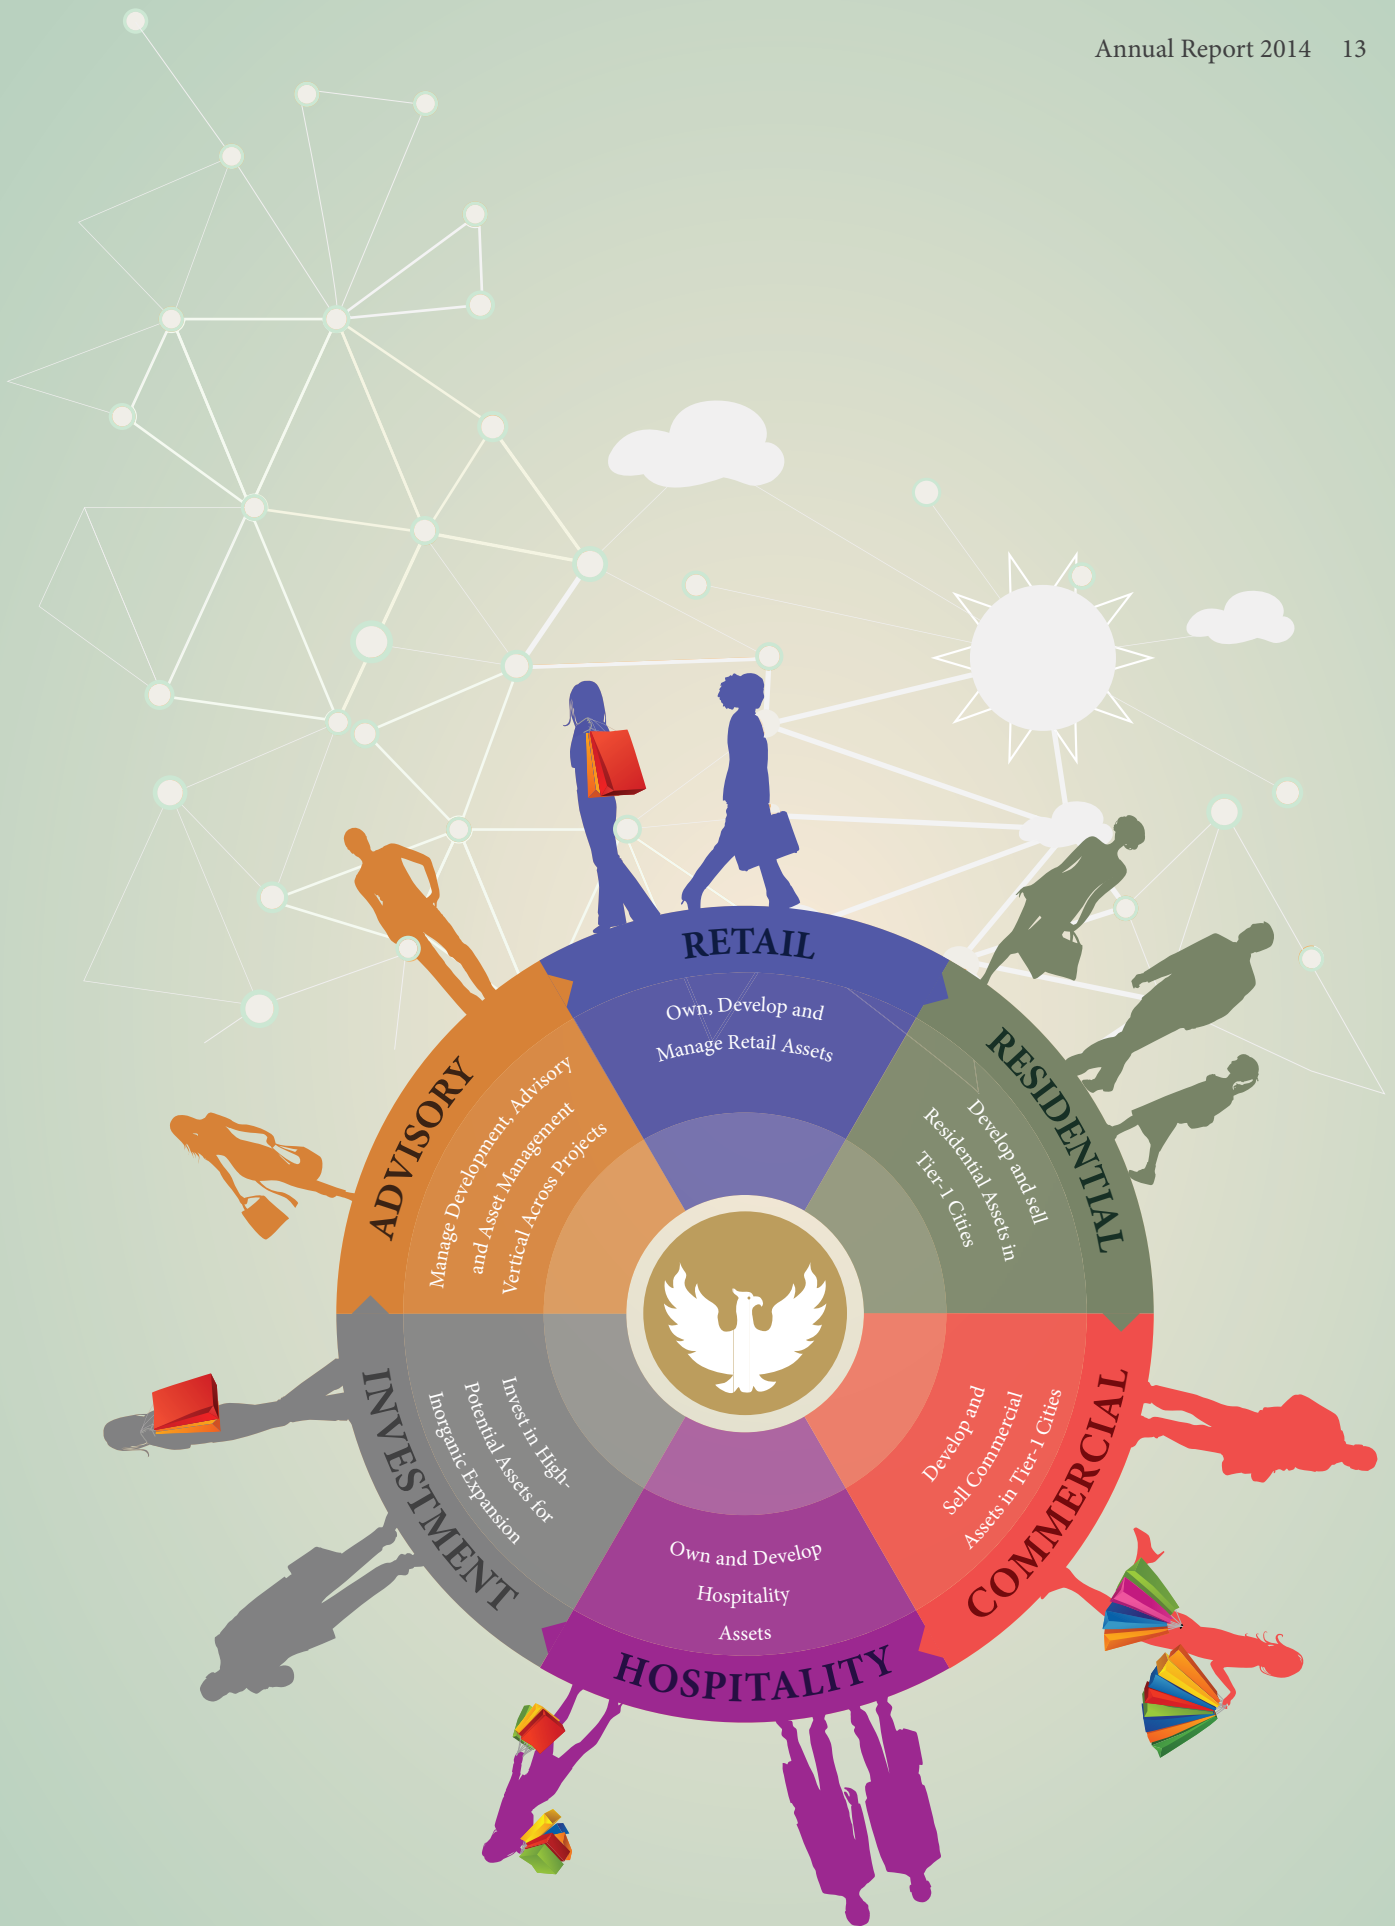 Annual Report 2014 13
RETAIL
Own, Develop and
Manage Retail Assets
RESIDENTIAL
Develop and sell
Residential Assets in
Tier-1 Cities
COMMERCIAL
Develop and
Sell Commercial
Assets in Tier-1 Cities
HOSPITALITY
Own and Develop
Hospitality
Assets
INVESTMENT
Invest in High-
Potential Assets for
Inorganic Expansion
ADVISORY
Manage Development, Advisory
and Asset Management
Vertical Across Projects